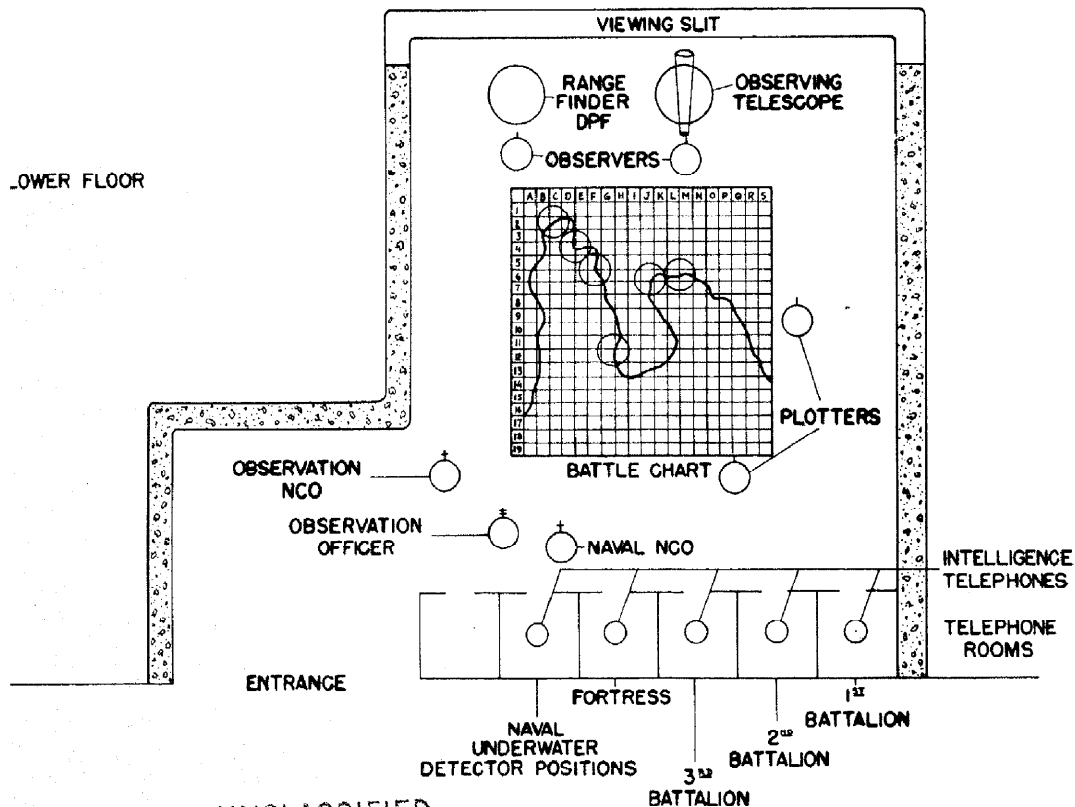 VIEWING SLIT
RANGE
FINDER
DPF
OBSERVING
TELESCOPE
OBSERVERS
LOWER FLOOR
A B C D E F G H I J K L M N O P Q R S
1
2
3
4
5
6
7
8
9
10
11
12
13
14
15
16
17
18
19
PLOTTERS
BATTLE CHART
OBSERVATION
NCO
OBSERVATION
OFFICER
NAVAL NCO
INTELLIGENCE
TELEPHONES
TELEPHONE
ROOMS
ENTRANCE
FORTRESS
1ST
BATTALION
NAVAL
UNDERWATER
DETECTOR POSITIONS
2ND
BATTALION
3RD
BATTALION
UNCLASSIFIED